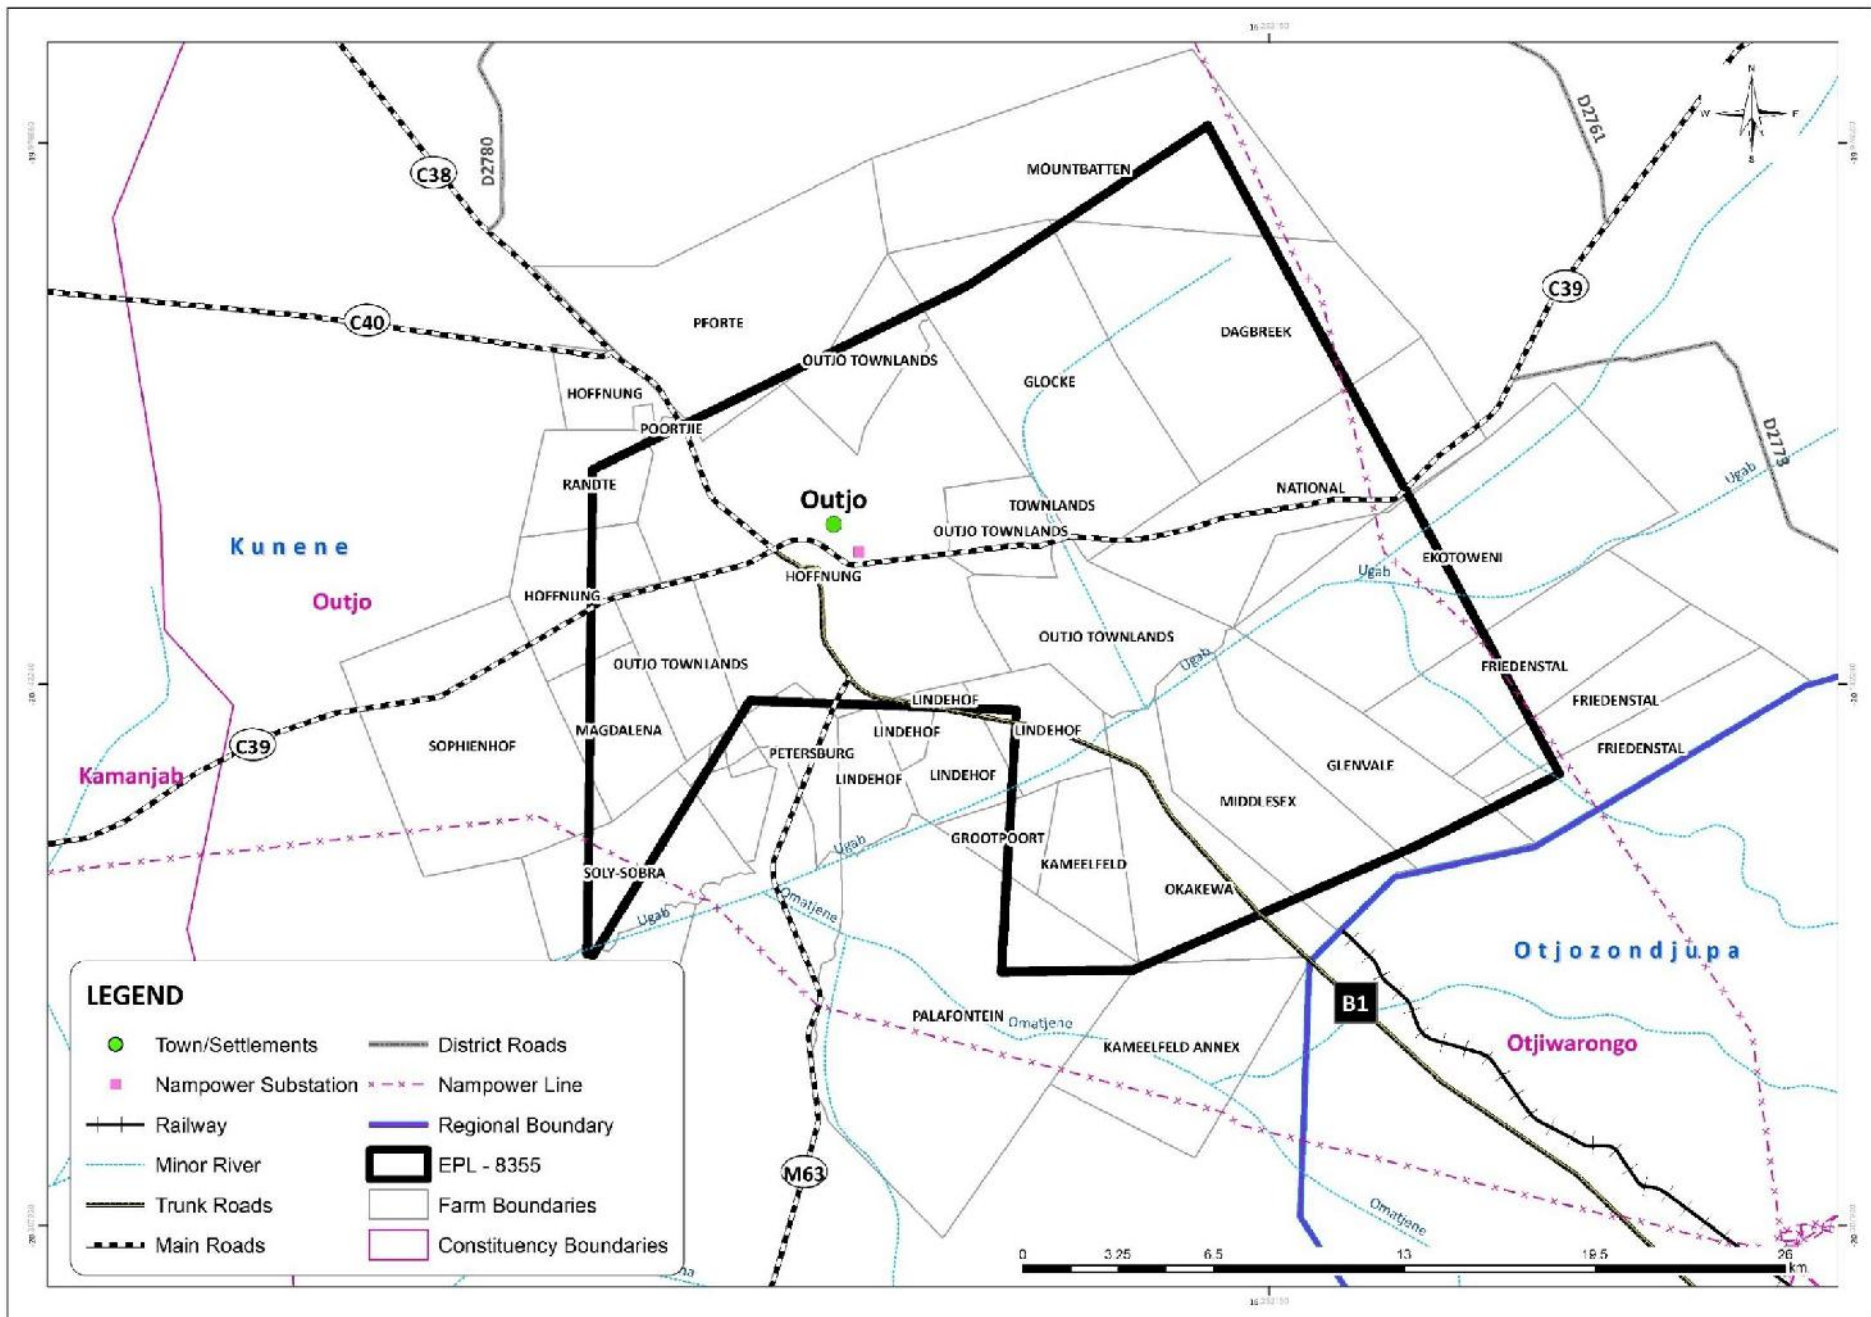 N
W
E
S
D2761
D2780
C38
MOUNTBATTEN
C39
C40
PFORTE
DAGBREEK
OUTJO TOWNLANDS
GLOCKE
HOFFNUNG
POORTJIE
D2773
Ugab
RANDTE
NATIONAL
Outjo
TOWNLANDS
OUTJO TOWNLANDS
Kunene
EKOTOWENI
Ugab
HOFFNUNG
HOFFNUNG
Outjo
OUTJO TOWNLANDS
Ugab
OUTJO TOWNLANDS
FRIEDENSTAL
LINDEHOF
FRIEDENSTAL
MAGDALENA
LINDEHOF
LINDEHOF
C39
SOPHIENHOF
PETERSBURG
FRIEDENSTAL
Kamanjab
LINDEHOF
LINDEHOF
GLENVALE
MIDDLESEX
GROOTPOORT
Ugab
KAMEELFELD
SOLY-SOBRA
OKAKEWA
Omatjene
Ugab
Otjozondjupa
B1
PALAFONTEIN
Omatjene
KAMEELFELD ANNEX
Otjiwarongo
M63
Omatjene
LEGEND
Town/Settlements
District Roads
Nampower Substation
Nampower Line
Railway
Regional Boundary
Minor River
EPL - 8355
Trunk Roads
Farm Boundaries
Main Roads
Constituency Boundaries
0 3.25 6.5 13 19.5 26
km